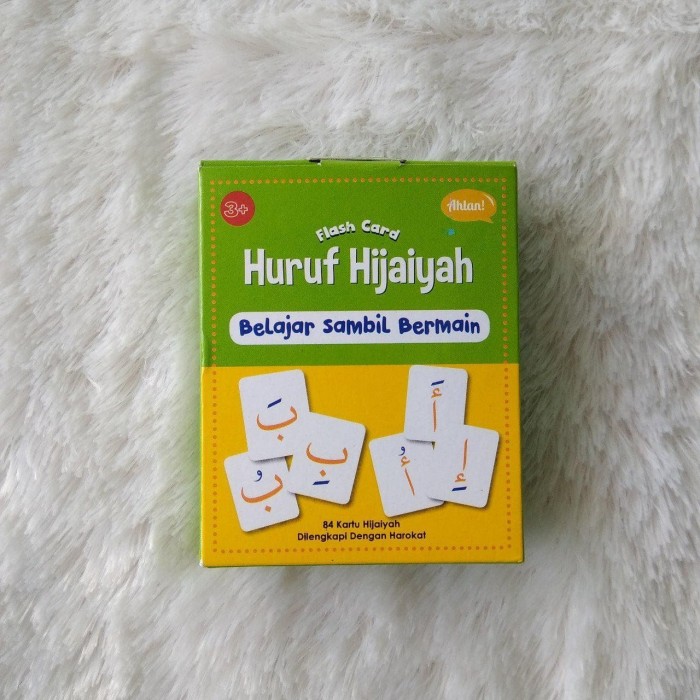 3+
Ahlan!
Flash Card
Huruf Hijaiyah
Belajar Sambil Bermain
بَ
بِ
بُ
أَ
أُ
إِ
84 Kartu Hijaiyah
Dilengkapi Dengan Harokat